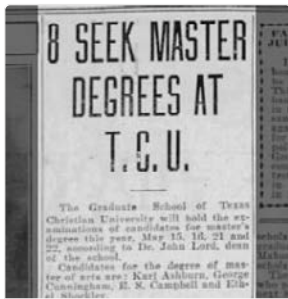 8 SEEK MASTER
DEGREES AT
T.C.U.
The Graduate School of Texas
Christian University will hold the ex-
aminations of candidates for mas-
degree this year, May 15, 16, 21 and
22, according to Dr. John Lord, dean
of the school.
Candidates for the degree of mas-
ter of arts are: Karl Ashburn, George
Cunningham, E. S. Campbell and Eth-
el Shockley.